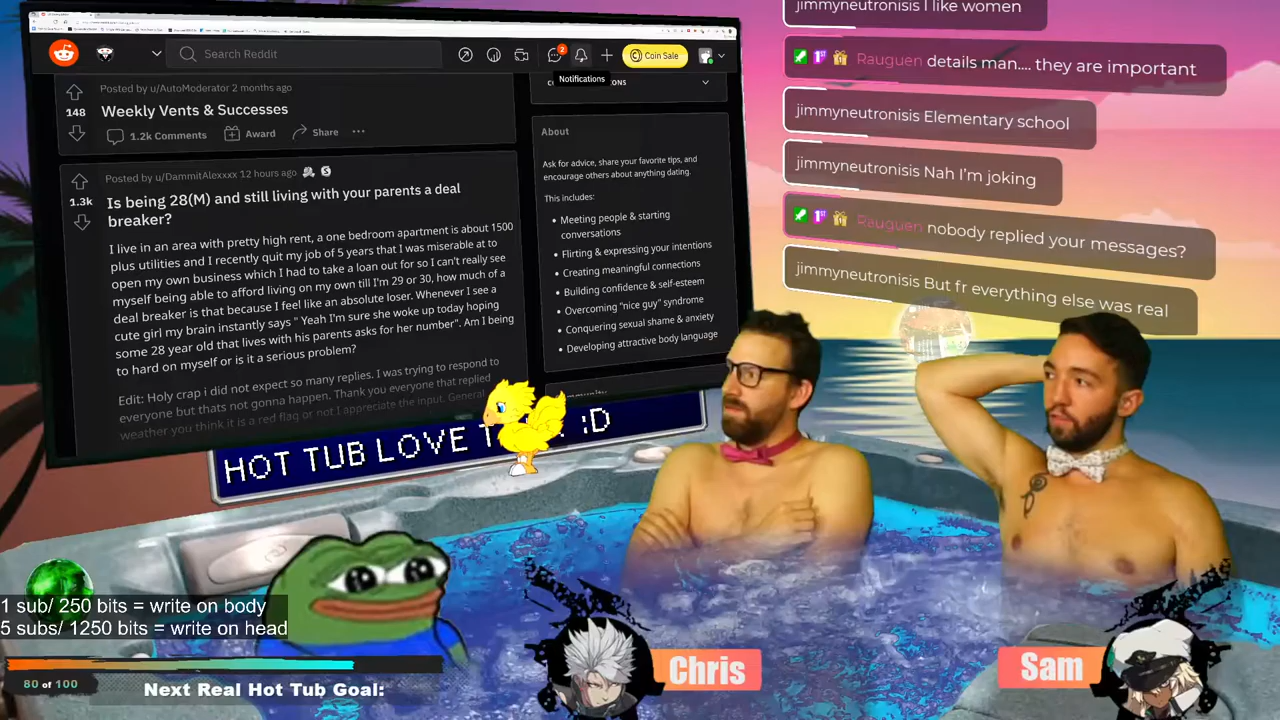 Search Reddit
2
Coin Sale
Notifications
Posted by u/AutoModerator 2 months ago
148
Weekly Vents & Successes
1.2k Comments
Award
Share
Posted by u/DammitAlexxxx 12 hours ago
1.3k
Is being 28(M) and still living with your parents a deal
breaker?
I live in an area with pretty high rent, a one bedroom apartment is about 1500
plus utilities and I recently quit my job of 5 years that I was miserable at to
open my own business which I had to take a loan out for so I can't really see
myself being able to afford living on my own till I'm 29 or 30, how much of a
deal breaker is that because I feel like an absolute loser. Whenever I see a
cute girl my brain instantly says " Yeah I'm sure she woke up today hoping
some 28 year old that lives with his parents asks for her number". Am I being
to hard on myself or is it a serious problem?
Edit: Holy crap i did not expect so many replies. I was trying to respond to
everyone but thats not gonna happen. Thank you everyone that replied
weather you think it is a red flag or not I appreciate the input. General
About
Ask for advice, share your favorite tips, and
encourage others about anything dating.
This includes:
• Meeting people & starting
conversations
• Flirting & expressing your intentions
• Creating meaningful connections
• Building confidence & self-esteem
• Overcoming "nice guy" syndrome
• Conquering sexual shame & anxiety
• Developing attractive body language
HOT TUB LOVE :D
jimmyneutronisis I like women
Rauguen details man.... they are important
jimmyneutronisis Elementary school
jimmyneutronisis Nah I'm joking
Rauguen nobody replied your messages?
jimmyneutronisis But fr everything else was real
1 sub/ 250 bits = write on body
5 subs/ 1250 bits = write on head
80 of 100
Next Real Hot Tub Goal:
Chris
Sam